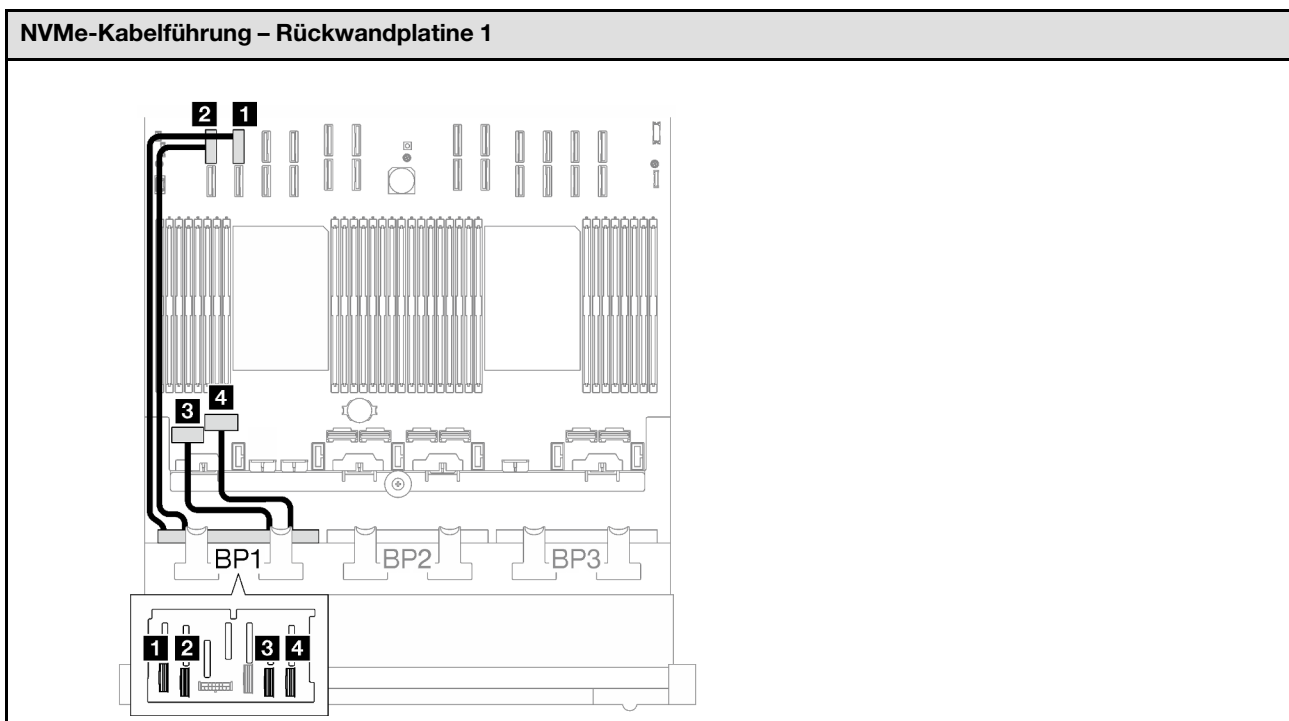 NVMe-Kabelführung – Rückwandplatine 1
2 1
3 4
BP1 BP2 BP3
1 2 3 4